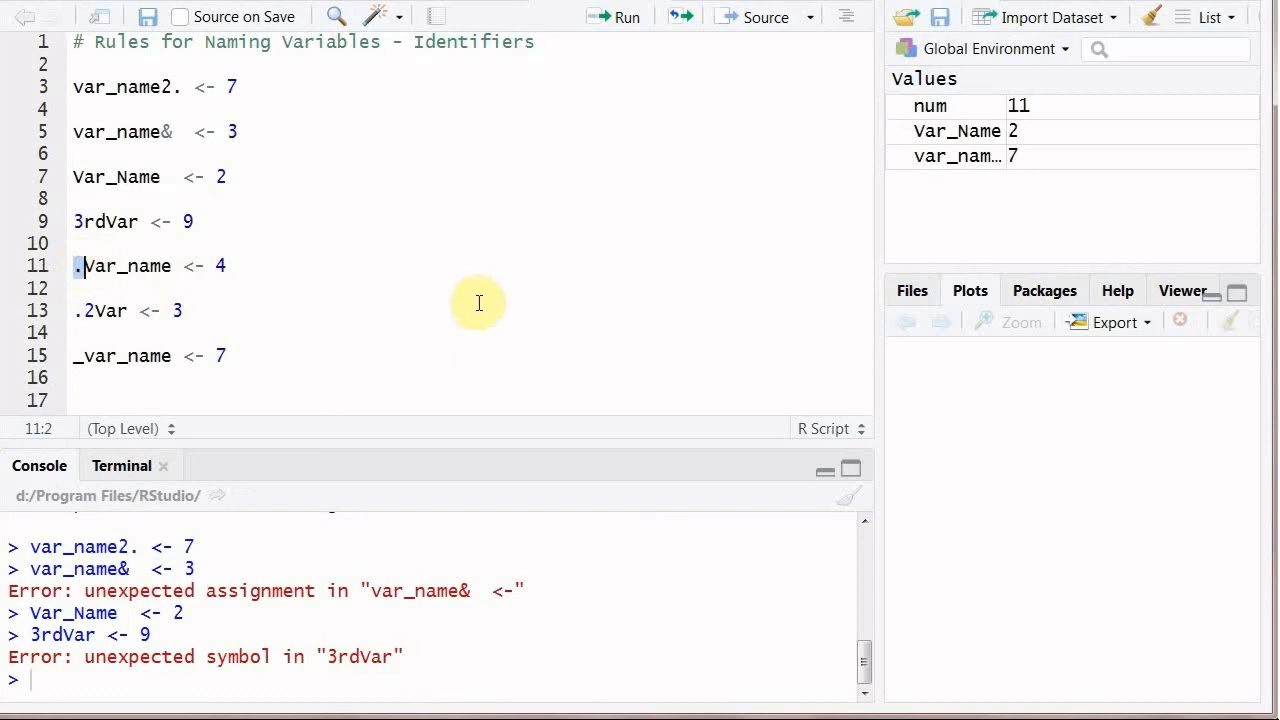 Source on Save Run Source
1 # Rules for Naming Variables - Identifiers
2
3 var_name2. <- 7
4
5 var_name&  <- 3
6
7 Var_Name  <- 2
8
9 3rdVar <- 9
10
11 .Var_name <- 4
12
13 .2Var <- 3
14
15 _var_name <- 7
16
17
11:2 (Top Level) R Script
Console Terminal
d:/Program Files/RStudio/
> var_name2. <- 7
> var_name&  <- 3
Error: unexpected assignment in "var_name&  <-"
> Var_Name  <- 2
> 3rdVar <- 9
Error: unexpected symbol in "3rdVar"
>
Import Dataset List
Global Environment
Values
num 11
Var_Name 2
var_nam… 7
Files Plots Packages Help Viewer
Zoom Export